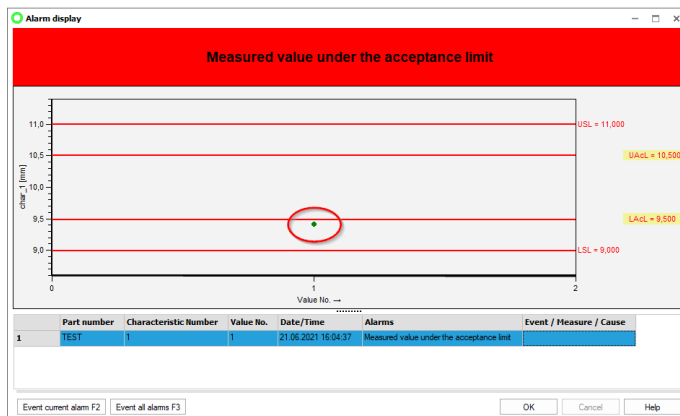 Alarm display
Measured value under the acceptance limit
11,0
USL = 11,000
10,5
UAcL = 10,500
10,0
char_1 [mm]
9,5
LAcL = 9,500
9,0
LSL = 9,000
0 1 2
Value No. →
Part number Characteristic Number Value No. Date/Time Alarms Event / Measure / Cause
1 TEST 1 1 21.06.2021 16:04:37 Measured value under the acceptance limit
Event current alarm F2 Event all alarms F3 OK Cancel Help